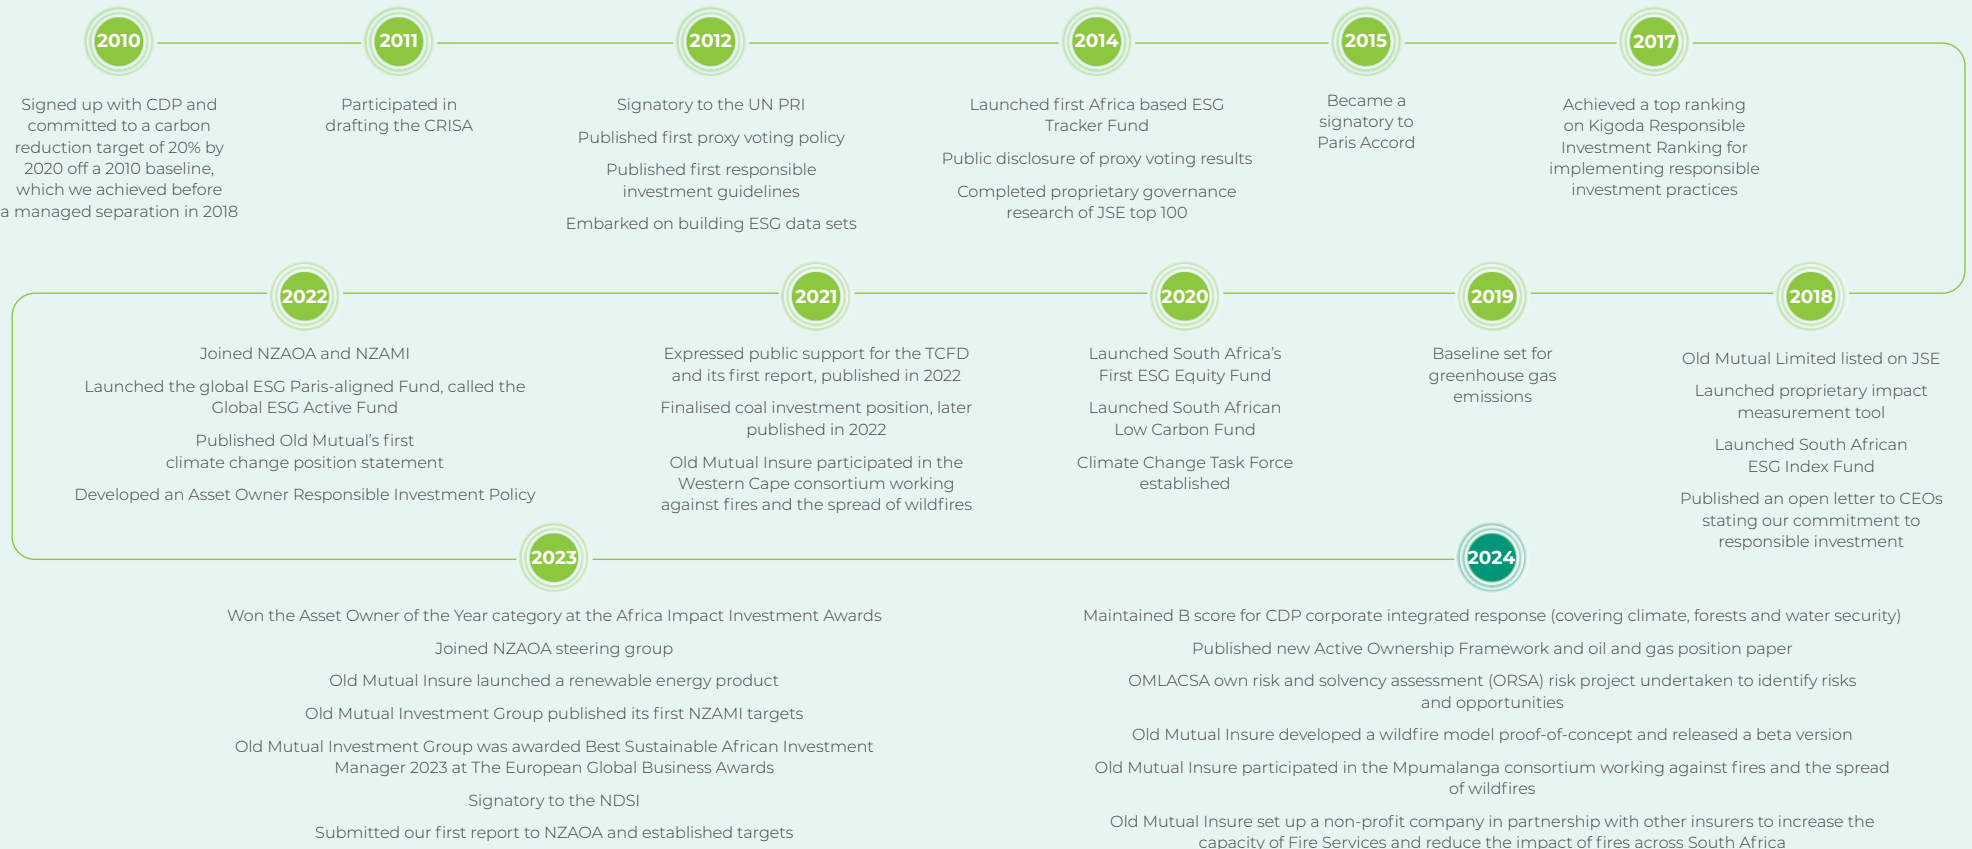 2010
Signed up with CDP and
committed to a carbon
reduction target of 20% by
2020 off a 2010 baseline,
which we achieved before
a managed separation in 2018
2011
Participated in
drafting the CRISA
2012
Signatory to the UN PRI
Published first proxy voting policy
Published first responsible
investment guidelines
Embarked on building ESG data sets
2014
Launched first Africa based ESG
Tracker Fund
Public disclosure of proxy voting results
Completed proprietary governance
research of JSE top 100
2015
Became a
signatory to
Paris Accord
2017
Achieved a top ranking
on Kigoda Responsible
Investment Ranking for
implementing responsible
investment practices
2018
Old Mutual Limited listed on JSE
Launched proprietary impact
measurement tool
Launched South African
ESG Index Fund
Published an open letter to CEOs
stating our commitment to
responsible investment
2019
Baseline set for
greenhouse gas
emissions
2020
Launched South Africa's
First ESG Equity Fund
Launched South African
Low Carbon Fund
Climate Change Task Force
established
2021
Expressed public support for the TCFD
and its first report, published in 2022
Finalised coal investment position, later
published in 2022
Old Mutual Insure participated in the
Western Cape consortium working
against fires and the spread of wildfires
2022
Joined NZAOA and NZAMI
Launched the global ESG Paris-aligned Fund, called the
Global ESG Active Fund
Published Old Mutual's first
climate change position statement
Developed an Asset Owner Responsible Investment Policy
2023
Won the Asset Owner of the Year category at the Africa Impact Investment Awards
Joined NZAOA steering group
Old Mutual Insure launched a renewable energy product
Old Mutual Investment Group published its first NZAMI targets
Old Mutual Investment Group was awarded Best Sustainable African Investment
Manager 2023 at The European Global Business Awards
Signatory to the NDSI
Submitted our first report to NZAOA and established targets
2024
Maintained B score for CDP corporate integrated response (covering climate, forests and water security)
Published new Active Ownership Framework and oil and gas position paper
OMLACSA own risk and solvency assessment (ORSA) risk project undertaken to identify risks
and opportunities
Old Mutual Insure developed a wildfire model proof-of-concept and released a beta version
Old Mutual Insure participated in the Mpumalanga consortium working against fires and the spread
of wildfires
Old Mutual Insure set up a non-profit company in partnership with other insurers to increase the
capacity of Fire Services and reduce the impact of fires across South Africa